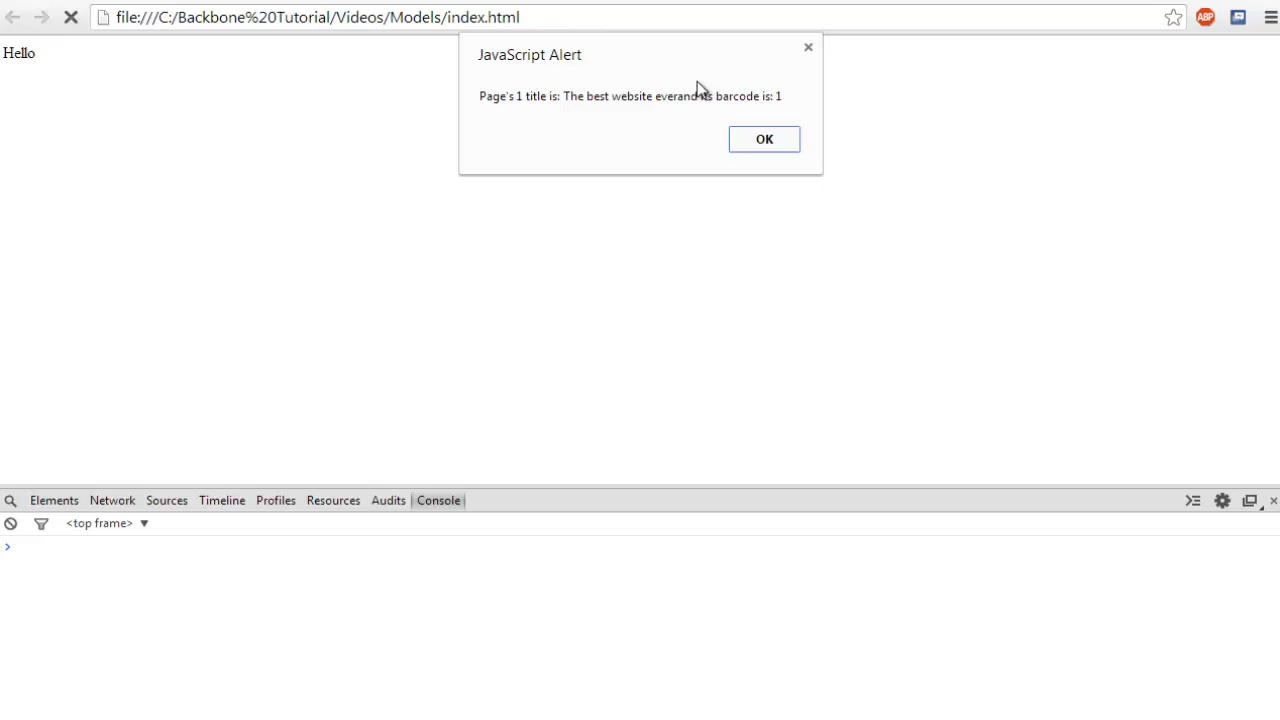 file:///C:/Backbone%20Tutorial/Videos/Models/index.html
ABP
Hello
JavaScript Alert
Page's 1 title is: The best website everand barcode is: 1
OK
Elements Network Sources Timeline Profiles Resources Audits Console
<top frame>